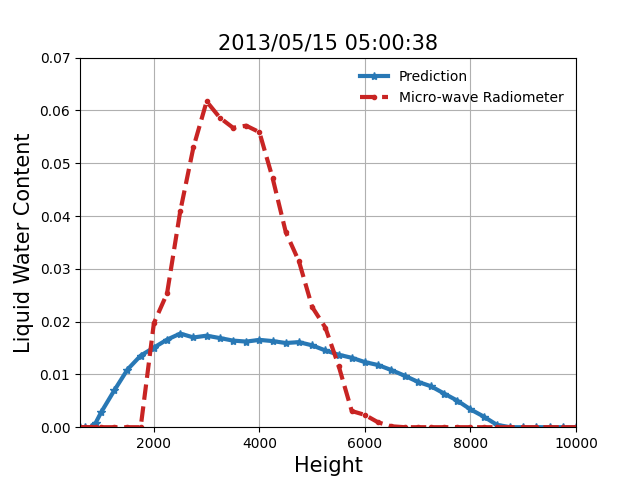 2013/05/15 05:00:38
0.07
0.06
0.05
0.04
0.03
0.02
0.01
0.00
Liquid Water Content
Prediction
Micro-wave Radiometer
2000 4000 6000 8000 10000
Height